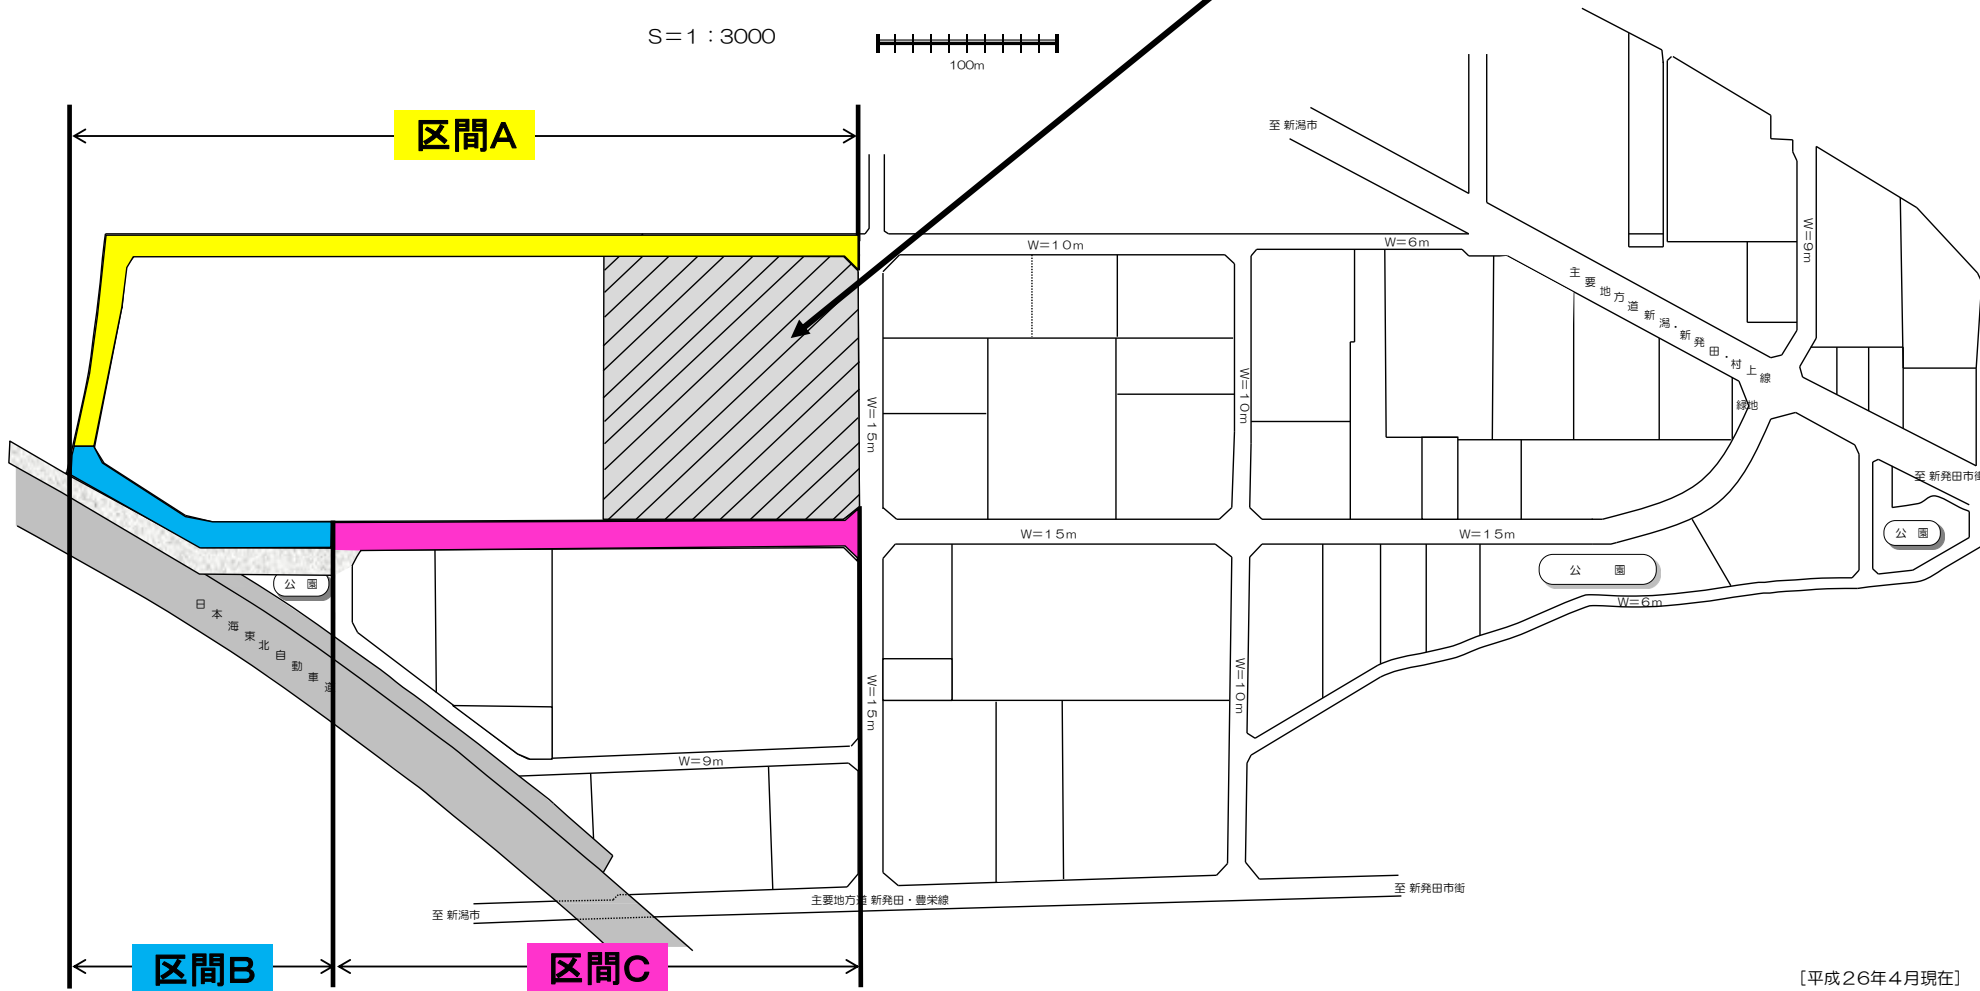 S=1：3000
100m
区間A
至 新潟市
W=10m
W=6m
W=9m
主要地方道新潟・新発田・村上線
W=15m
W=10m
緑地
至 新発田市街
W=15m
W=15m
公 園
公 園
公 園
W=6m
日本海東北自動車道
W=15m
W=10m
W=9m
至 新発田市街
主要地方道 新発田・豊栄線
至 新潟市
区間B
区間C
[平成26年4月現在]